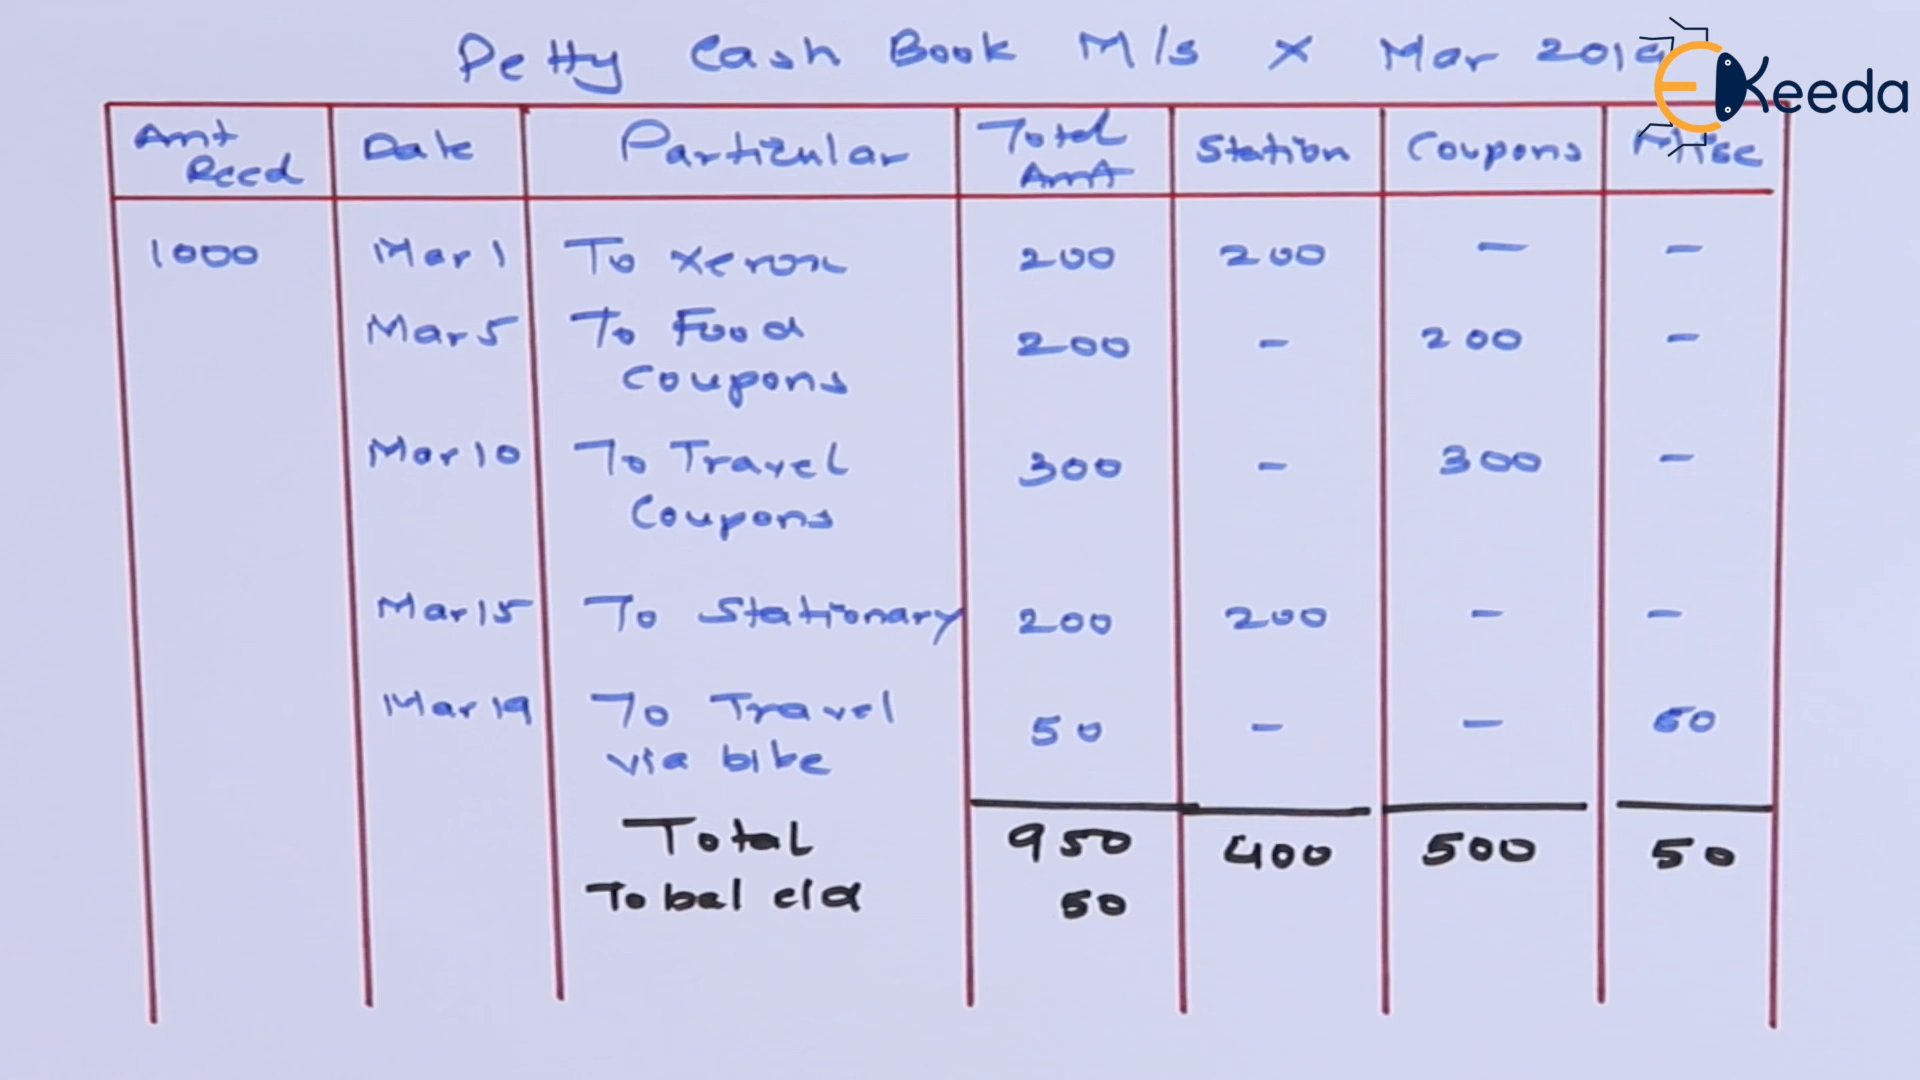 Petty Cash Book M/s X Mar 2019
EKeeda
Amt Recd Date Particular Total Amt Station Coupons Misc
1000 Mar 1 To Xerox 200 200 - -
Mar 5 To Food Coupons 200 - 200 -
Mar 10 To Travel Coupons 300 - 300 -
Mar 15 To Stationary 200 200 - -
Mar 19 To Travel via bike 50 - - 50
Total 950 400 500 50
To bal c/d 50